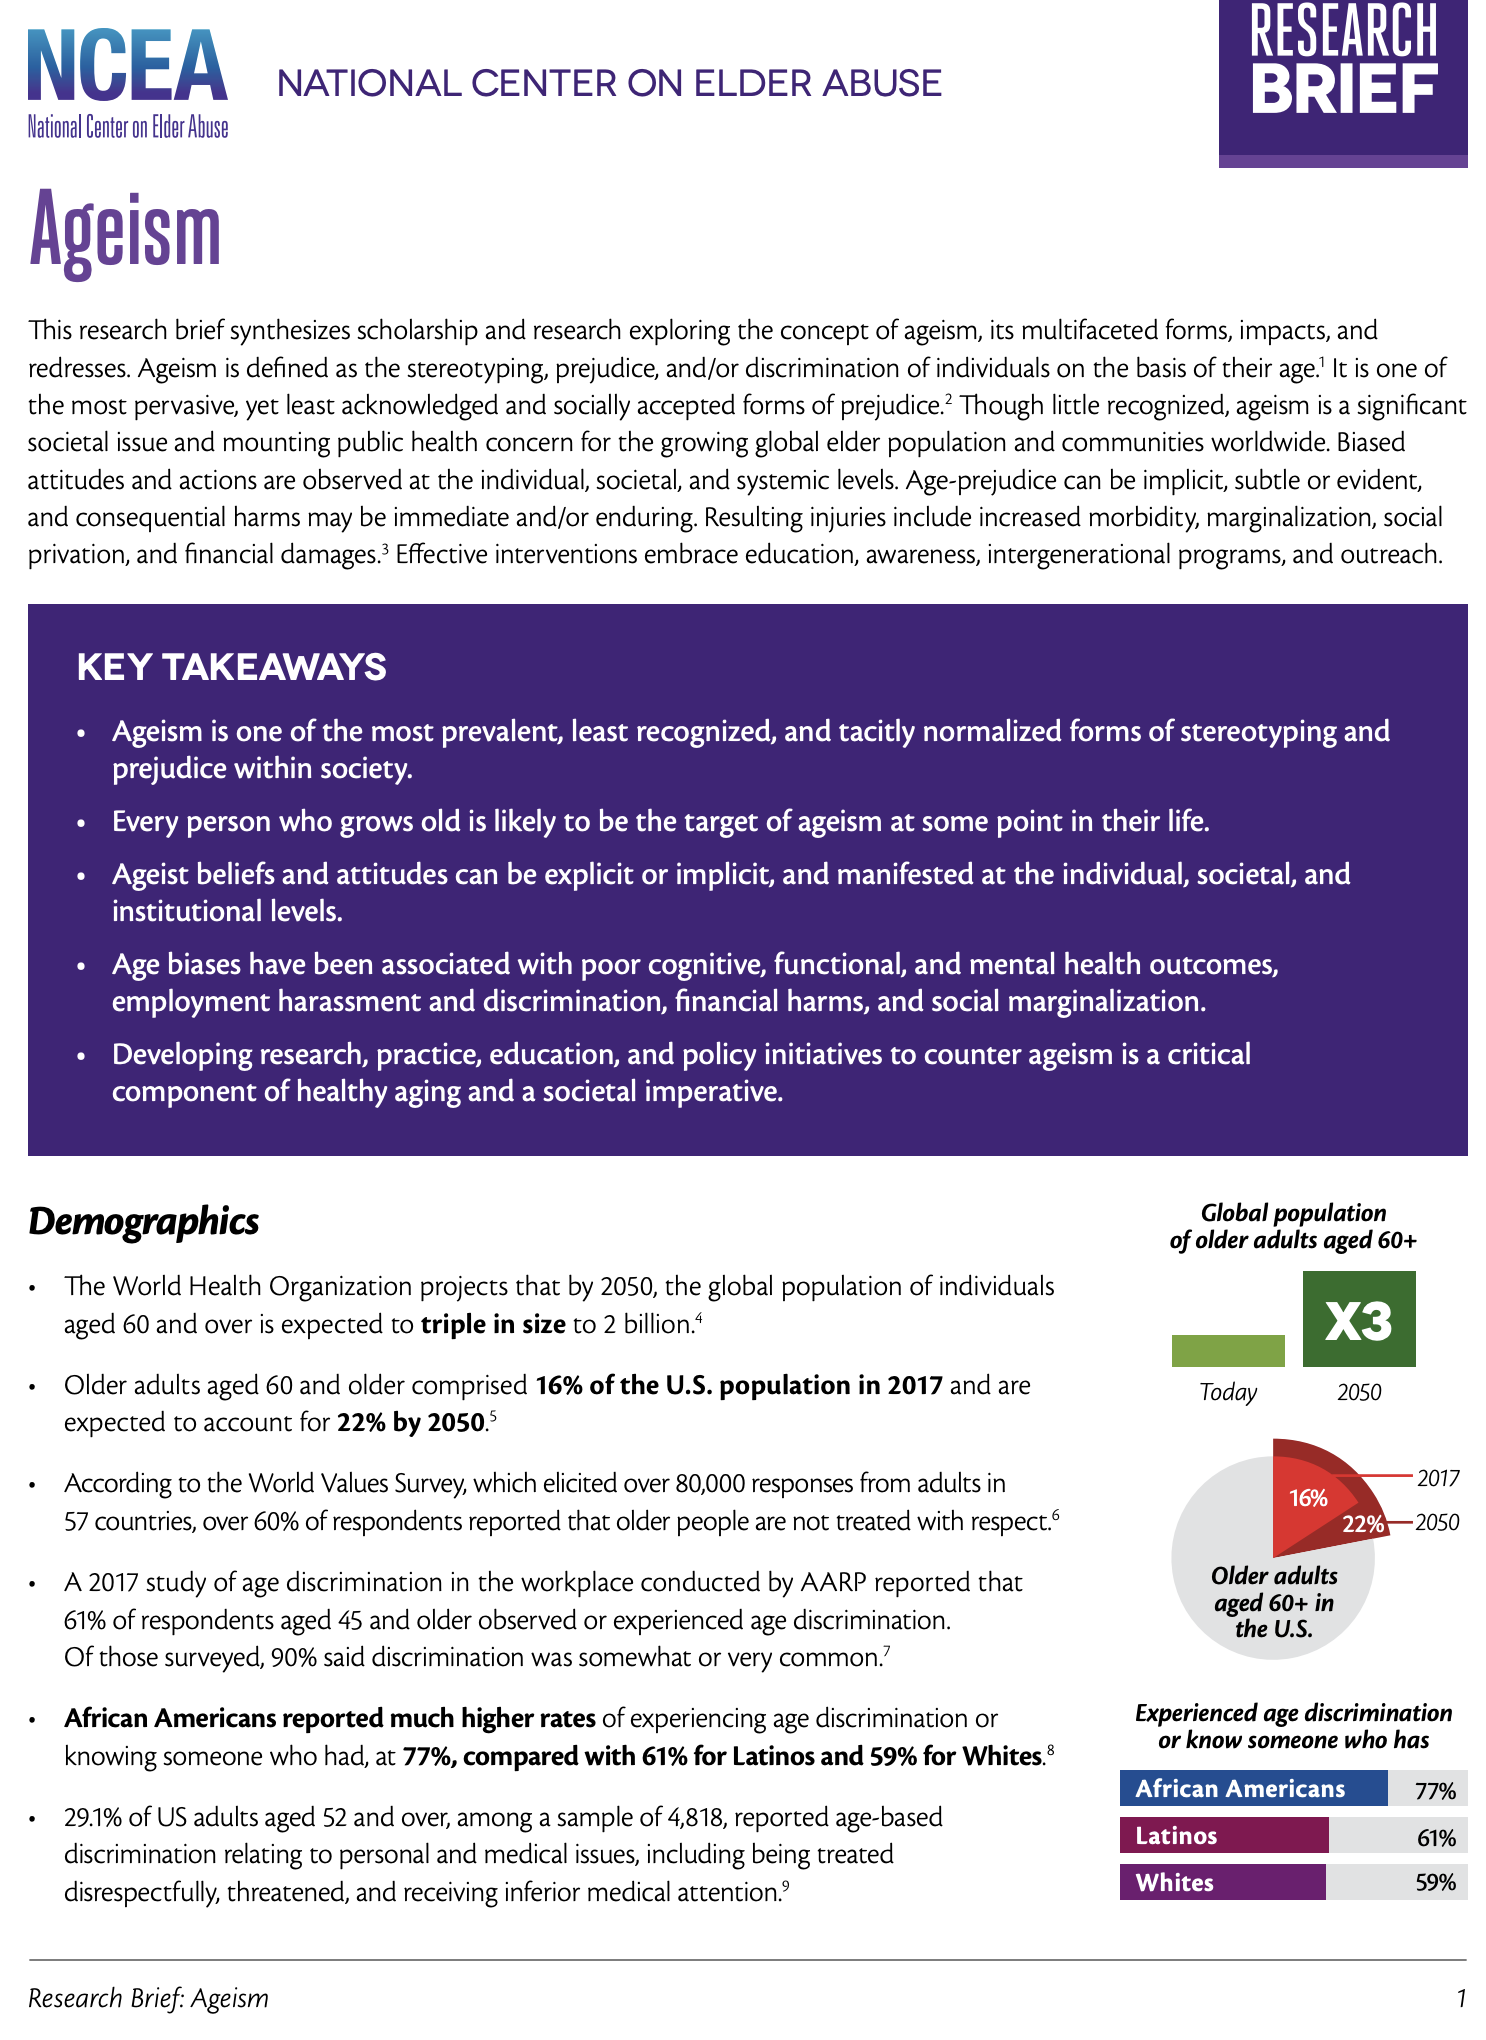 NCEA
National Center on Elder Abuse
NATIONAL CENTER ON ELDER ABUSE
RESEARCH
BRIEF
Ageism
This research brief synthesizes scholarship and research exploring the concept of ageism, its multifaceted forms, impacts, and
redresses. Ageism is defined as the stereotyping, prejudice, and/or discrimination of individuals on the basis of their age.1 It is one of
the most pervasive, yet least acknowledged and socially accepted forms of prejudice.2 Though little recognized, ageism is a significant
societal issue and mounting public health concern for the growing global elder population and communities worldwide. Biased
attitudes and actions are observed at the individual, societal, and systemic levels. Age-prejudice can be implicit, subtle or evident,
and consequential harms may be immediate and/or enduring. Resulting injuries include increased morbidity, marginalization, social
privation, and financial damages.3 Effective interventions embrace education, awareness, intergenerational programs, and outreach.
KEY TAKEAWAYS
• Ageism is one of the most prevalent, least recognized, and tacitly normalized forms of stereotyping and
prejudice within society.
• Every person who grows old is likely to be the target of ageism at some point in their life.
• Ageist beliefs and attitudes can be explicit or implicit, and manifested at the individual, societal, and
institutional levels.
• Age biases have been associated with poor cognitive, functional, and mental health outcomes,
employment harassment and discrimination, financial harms, and social marginalization.
• Developing research, practice, education, and policy initiatives to counter ageism is a critical
component of healthy aging and a societal imperative.
Demographics
• The World Health Organization projects that by 2050, the global population of individuals
aged 60 and over is expected to triple in size to 2 billion.4
• Older adults aged 60 and older comprised 16% of the U.S. population in 2017 and are
expected to account for 22% by 2050.5
• According to the World Values Survey, which elicited over 80,000 responses from adults in
57 countries, over 60% of respondents reported that older people are not treated with respect.6
• A 2017 study of age discrimination in the workplace conducted by AARP reported that
61% of respondents aged 45 and older observed or experienced age discrimination.
Of those surveyed, 90% said discrimination was somewhat or very common.7
• African Americans reported much higher rates of experiencing age discrimination or
knowing someone who had, at 77%, compared with 61% for Latinos and 59% for Whites.8
• 29.1% of US adults aged 52 and over, among a sample of 4,818, reported age-based
discrimination relating to personal and medical issues, including being treated
disrespectfully, threatened, and receiving inferior medical attention.9
Global population
of older adults aged 60+
X3
Today 2050
2017
16%
22% 2050
Older adults
aged 60+ in
the U.S.
Experienced age discrimination
or know someone who has
African Americans 77%
Latinos 61%
Whites 59%
Research Brief: Ageism 1